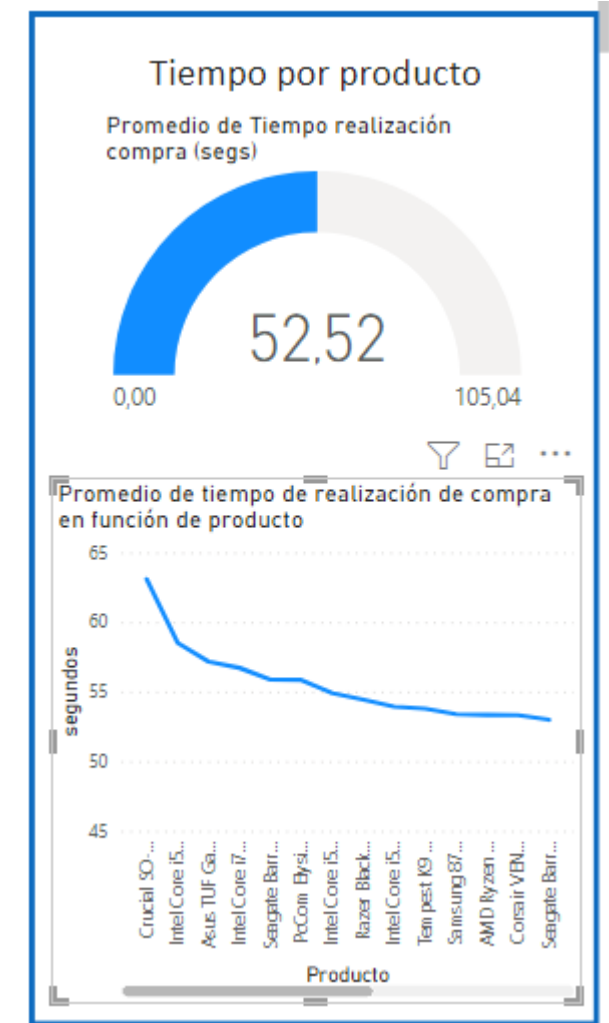 Tiempo por producto
Promedio de Tiempo realización
compra (segs)
52,52
0,00
105,04
...
Promedio de tiempo de realización de compra
en función de producto
65
60
55
50
45
segundos
Crucial SO-...
Intel Core i5...
Asus TUF Ga...
Intel Core i7...
Seagate Barr...
PcCom Elysi...
Intel Core i5...
Razer Black...
Intel Core i5...
Tempest K9 ...
Samsung 87...
AMD Ryzen ...
Corsair VEN...
Seagate Barr...
Producto